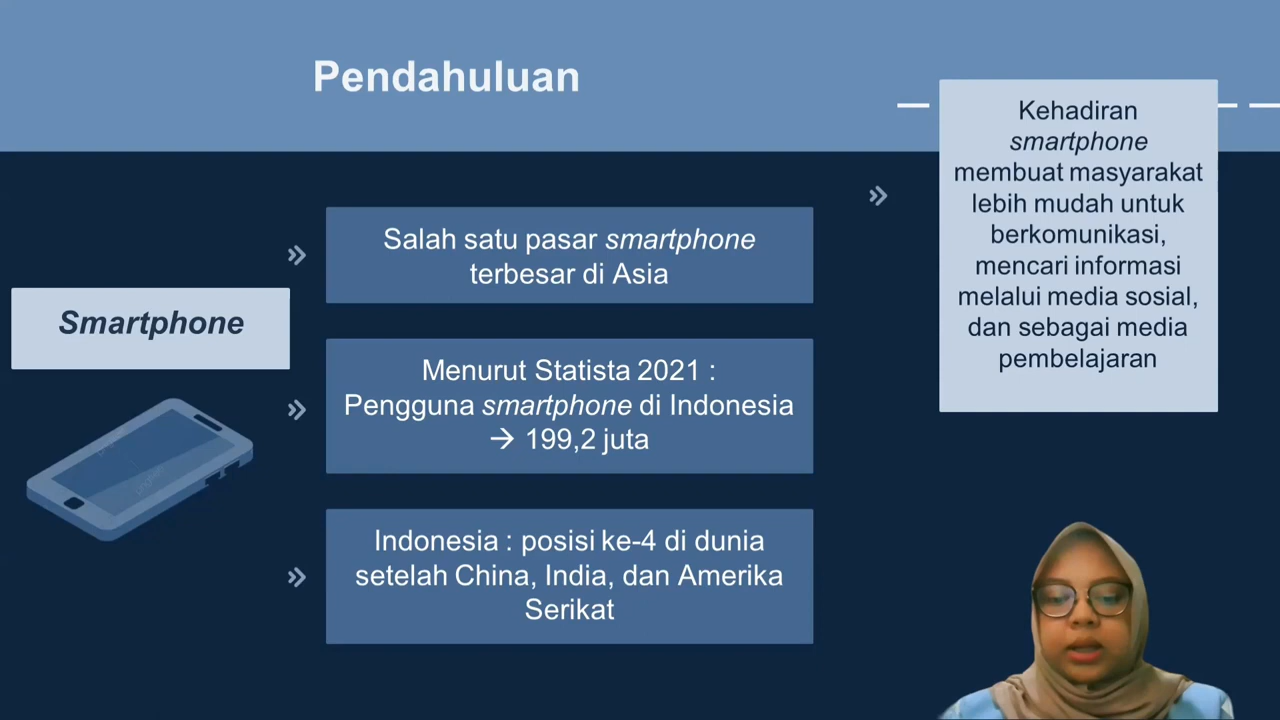 Pendahuluan
Smartphone
Salah satu pasar smartphone
terbesar di Asia
Menurut Statista 2021 :
Pengguna smartphone di Indonesia
→ 199,2 juta
Indonesia : posisi ke-4 di dunia
setelah China, India, dan Amerika
Serikat
Kehadiran
smartphone
membuat masyarakat
lebih mudah untuk
berkomunikasi,
mencari informasi
melalui media sosial,
dan sebagai media
pembelajaran